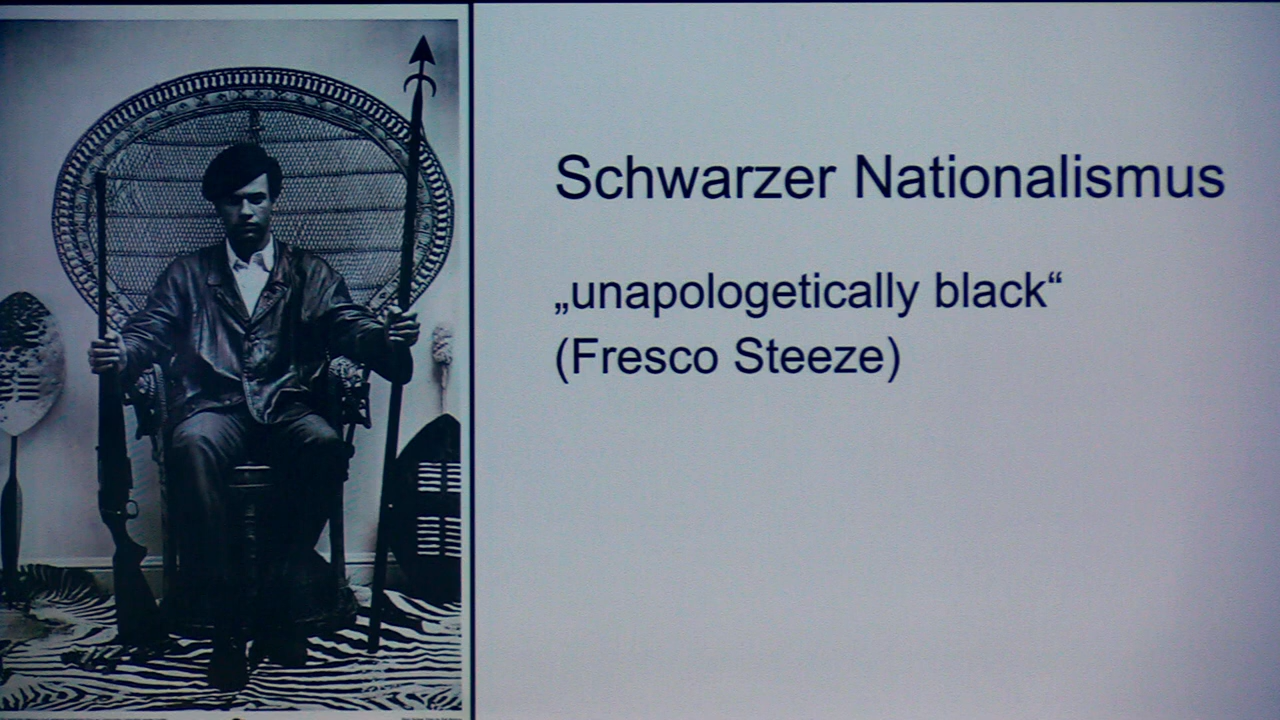 Schwarzer Nationalismus
„unapologetically black“
(Fresco Steeze)